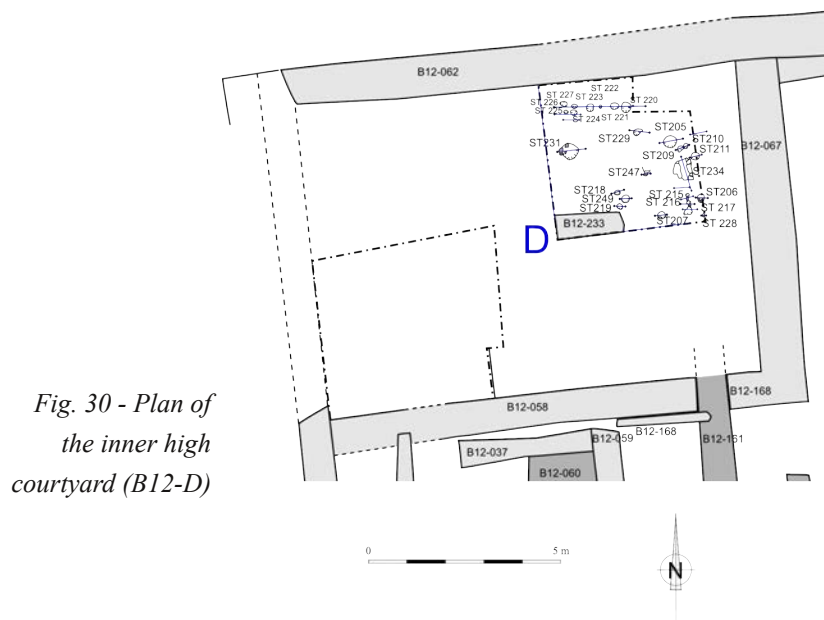 B12-062
ST 222
ST 227 ST 223
ST 226 ST 220
ST 225 ST 221
ST 224
ST205
ST229 ST210
B12-067
ST231 ST209 ST211
ST247 ST234
ST218 ST 215 ST206
ST249 ST 216
ST219 ST 217
B12-233 ST207 ST 228
D
B12-168
B12-058
B12-168
B12-059 B12-161
B12-037
B12-060
Fig. 30 - Plan of
the inner high
courtyard (B12-D)
0 5 m
N